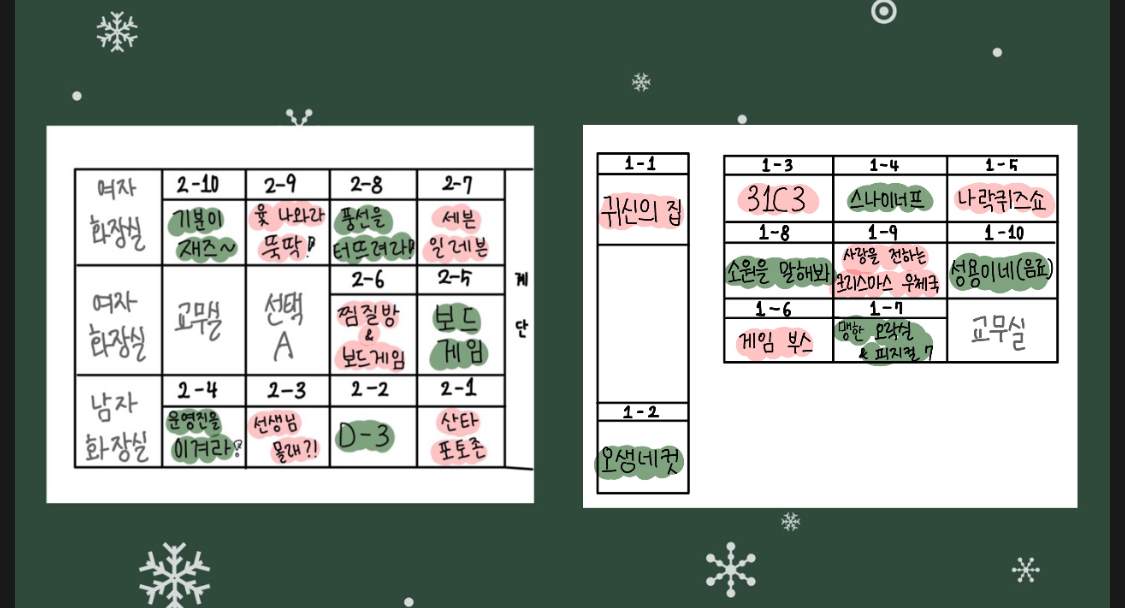 여자
화장실
2-10
기분이
째즈~
2-9
윷 나와라
뚝딱!
2-8
풍선을
터뜨려라!
2-7
세븐
일레븐
여자
화장실
교무실
선택
A
2-6
찜질방
&
보드게임
2-5
보드
게임
계
단
남자
화장실
2-4
운영진을
이겨라!
2-3
선생님
몰래?!
2-2
D-3
2-1
산타
포토존
1-1
귀신의 집
1-2
오생네컷
1-3
31C3
1-4
스나이너프
1-5
나락퀴즈쇼
1-8
소원을 말해봐
1-9
사랑을 전하는
크리스마스 우체국
1-10
성용이네(음료)
1-6
게임 부스
1-7
맹한 오락실
& 피지컬 7
교무실